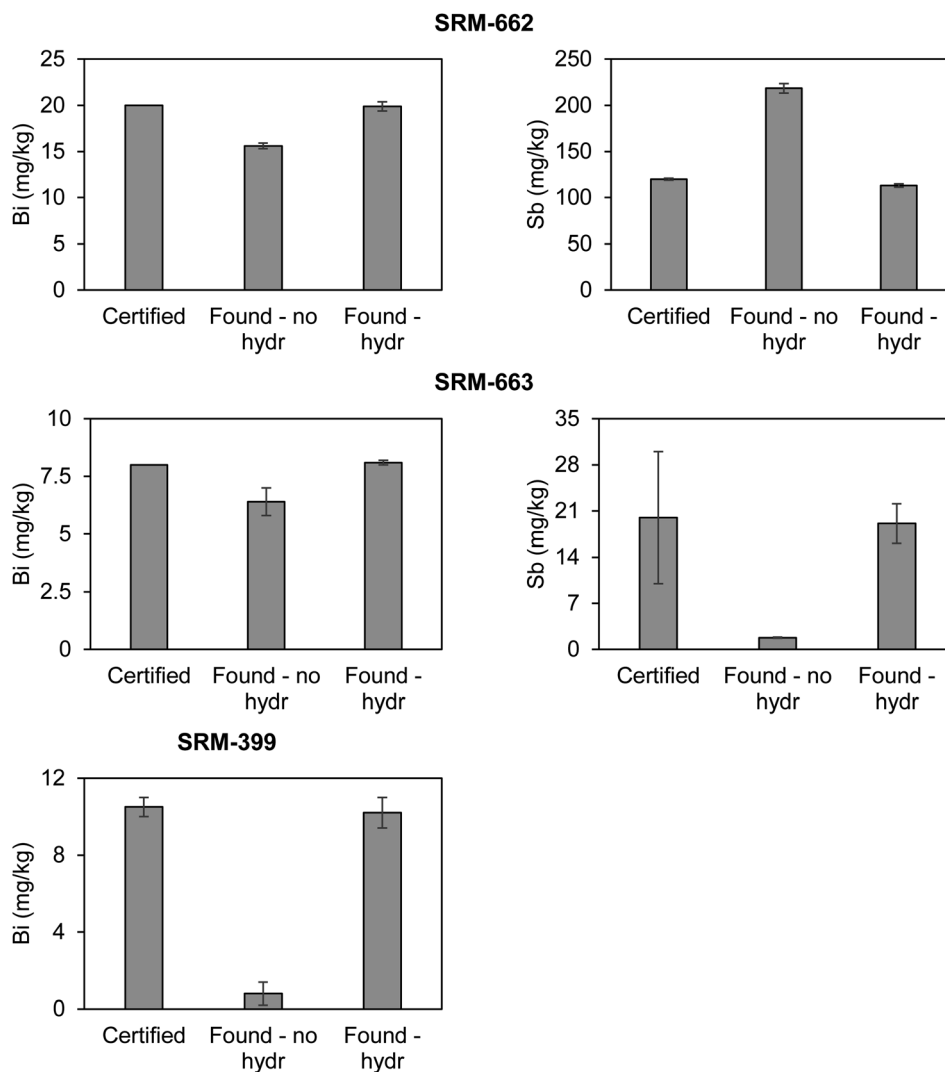 SRM-662
25
20
15
10
5
0
Bi (mg/kg)
Certified
Found - no
hydr
Found -
hydr
250
200
150
100
50
0
Sb (mg/kg)
Certified
Found - no
hydr
Found -
hydr
SRM-663
10
7.5
5
2.5
0
Bi (mg/kg)
Certified
Found - no
hydr
Found -
hydr
35
28
21
14
7
0
Sb (mg/kg)
Certified
Found - no
hydr
Found -
hydr
SRM-399
12
8
4
0
Bi (mg/kg)
Certified
Found - no
hydr
Found -
hydr